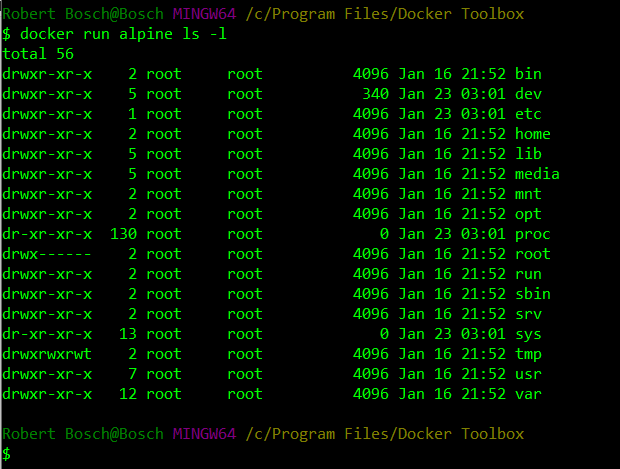 Robert Bosch@Bosch MINGW64 /c/Program Files/Docker Toolbox
$ docker run alpine ls -l
total 56
drwxr-xr-x    2 root     root          4096 Jan 16 21:52 bin
drwxr-xr-x    5 root     root           340 Jan 23 03:01 dev
drwxr-xr-x    1 root     root          4096 Jan 23 03:01 etc
drwxr-xr-x    2 root     root          4096 Jan 16 21:52 home
drwxr-xr-x    5 root     root          4096 Jan 16 21:52 lib
drwxr-xr-x    5 root     root          4096 Jan 16 21:52 media
drwxr-xr-x    2 root     root          4096 Jan 16 21:52 mnt
drwxr-xr-x    2 root     root          4096 Jan 16 21:52 opt
dr-xr-xr-x  130 root     root             0 Jan 23 03:01 proc
drwx------    2 root     root          4096 Jan 16 21:52 root
drwxr-xr-x    2 root     root          4096 Jan 16 21:52 run
drwxr-xr-x    2 root     root          4096 Jan 16 21:52 sbin
drwxr-xr-x    2 root     root          4096 Jan 16 21:52 srv
dr-xr-xr-x   13 root     root             0 Jan 23 03:01 sys
drwxrwxrwt    2 root     root          4096 Jan 16 21:52 tmp
drwxr-xr-x    7 root     root          4096 Jan 16 21:52 usr
drwxr-xr-x   12 root     root          4096 Jan 16 21:52 var
Robert Bosch@Bosch MINGW64 /c/Program Files/Docker Toolbox
$